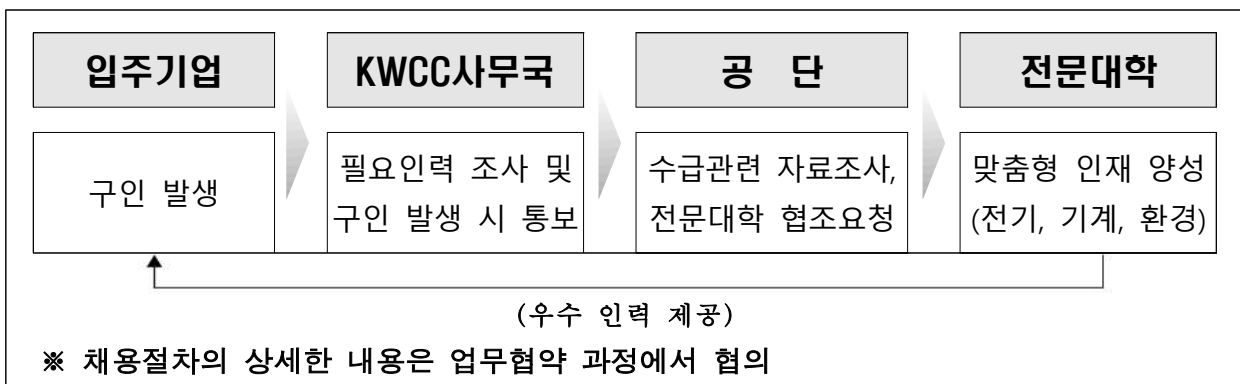 입주기업
KWCC사무국
공 단
전문대학
구인 발생
필요인력 조사 및
구인 발생 시 통보
수급관련 자료조사,
전문대학 협조요청
맞춤형 인재 양성
(전기, 기계, 환경)
(우수 인력 제공)
※ 채용절차의 상세한 내용은 업무협약 과정에서 협의